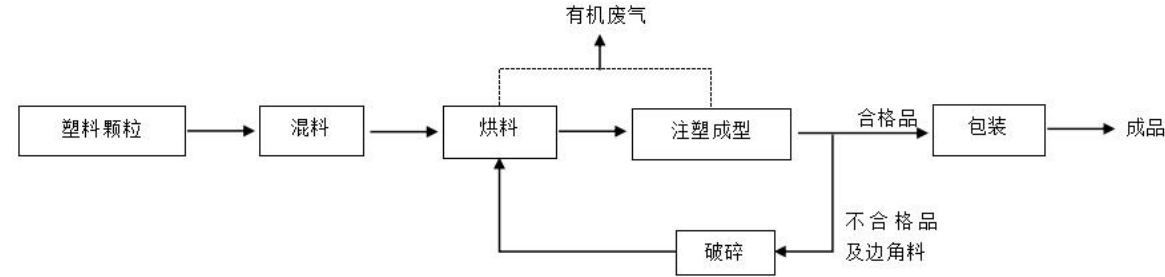 有机废气
塑料颗粒
混料
烘料
注塑成型
合格品
包装
成品
不合格品
及边角料
破碎